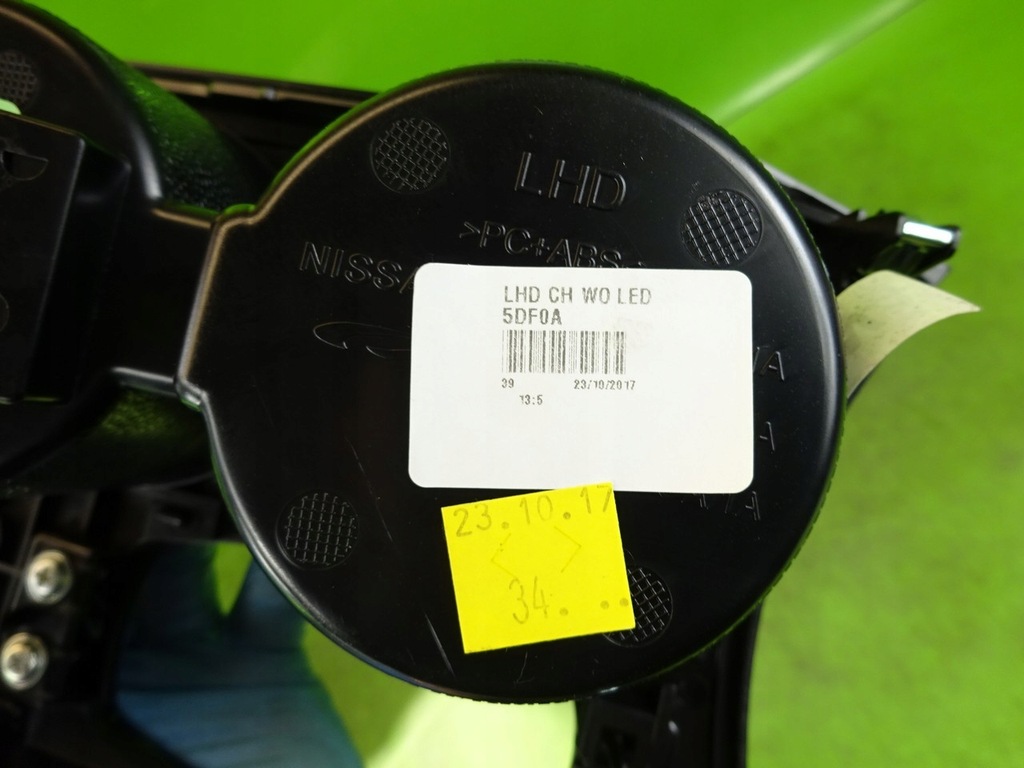 LHD
>PC+ABS<
NISSA
LHD CH WO LED
5DF0A
39 23/10/2017
13:5
23.10.17
34.